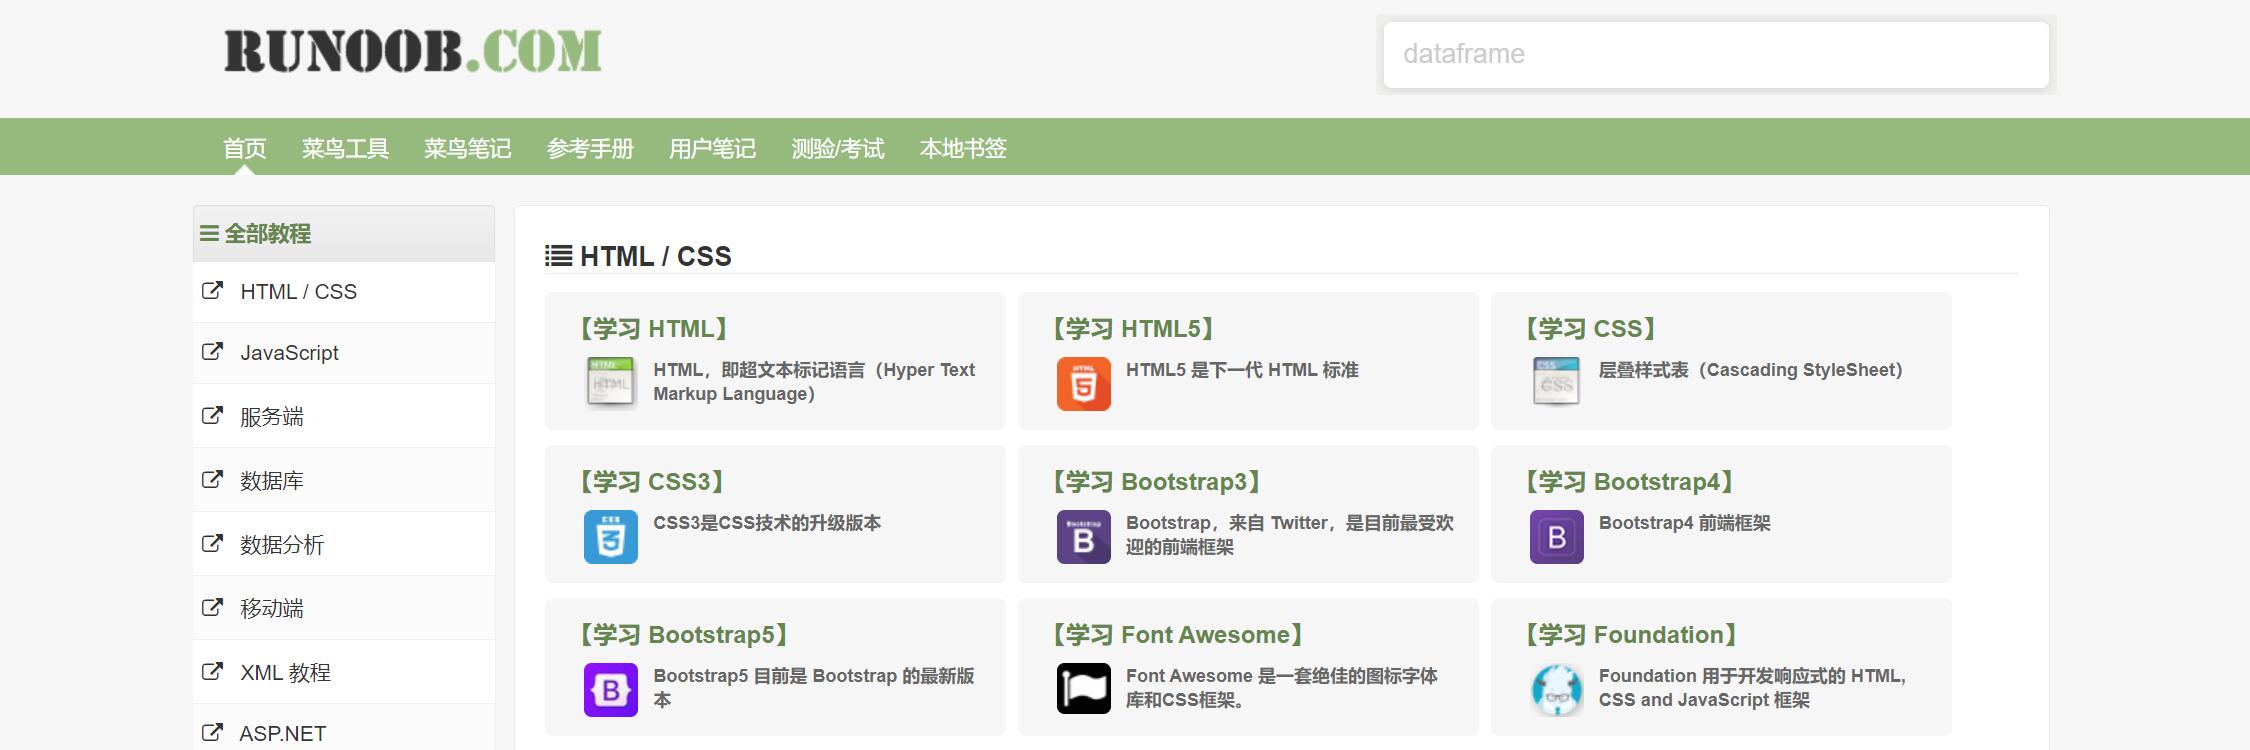 RUNOOB.COM
dataframe
首页 菜鸟工具 菜鸟笔记 参考手册 用户笔记 测验/考试 本地书签
全部教程
HTML / CSS
JavaScript
服务端
数据库
数据分析
移动端
XML 教程
ASP.NET
HTML / CSS
【学习 HTML】
HTML
HTML
HTML，即超文本标记语言（Hyper Text
Markup Language）
【学习 HTML5】
HTML
5
HTML5 是下一代 HTML 标准
【学习 CSS】
CSS
CSS
层叠样式表（Cascading StyleSheet）
【学习 CSS3】
CSS
3
CSS3是CSS技术的升级版本
【学习 Bootstrap3】
Bootstrap
B
Bootstrap，来自 Twitter，是目前最受欢
迎的前端框架
【学习 Bootstrap4】
B
Bootstrap4 前端框架
【学习 Bootstrap5】
B
Bootstrap5 目前是 Bootstrap 的最新版
本
【学习 Font Awesome】
Font Awesome 是一套绝佳的图标字体
库和CSS框架。
【学习 Foundation】
Foundation 用于开发响应式的 HTML,
CSS and JavaScript 框架